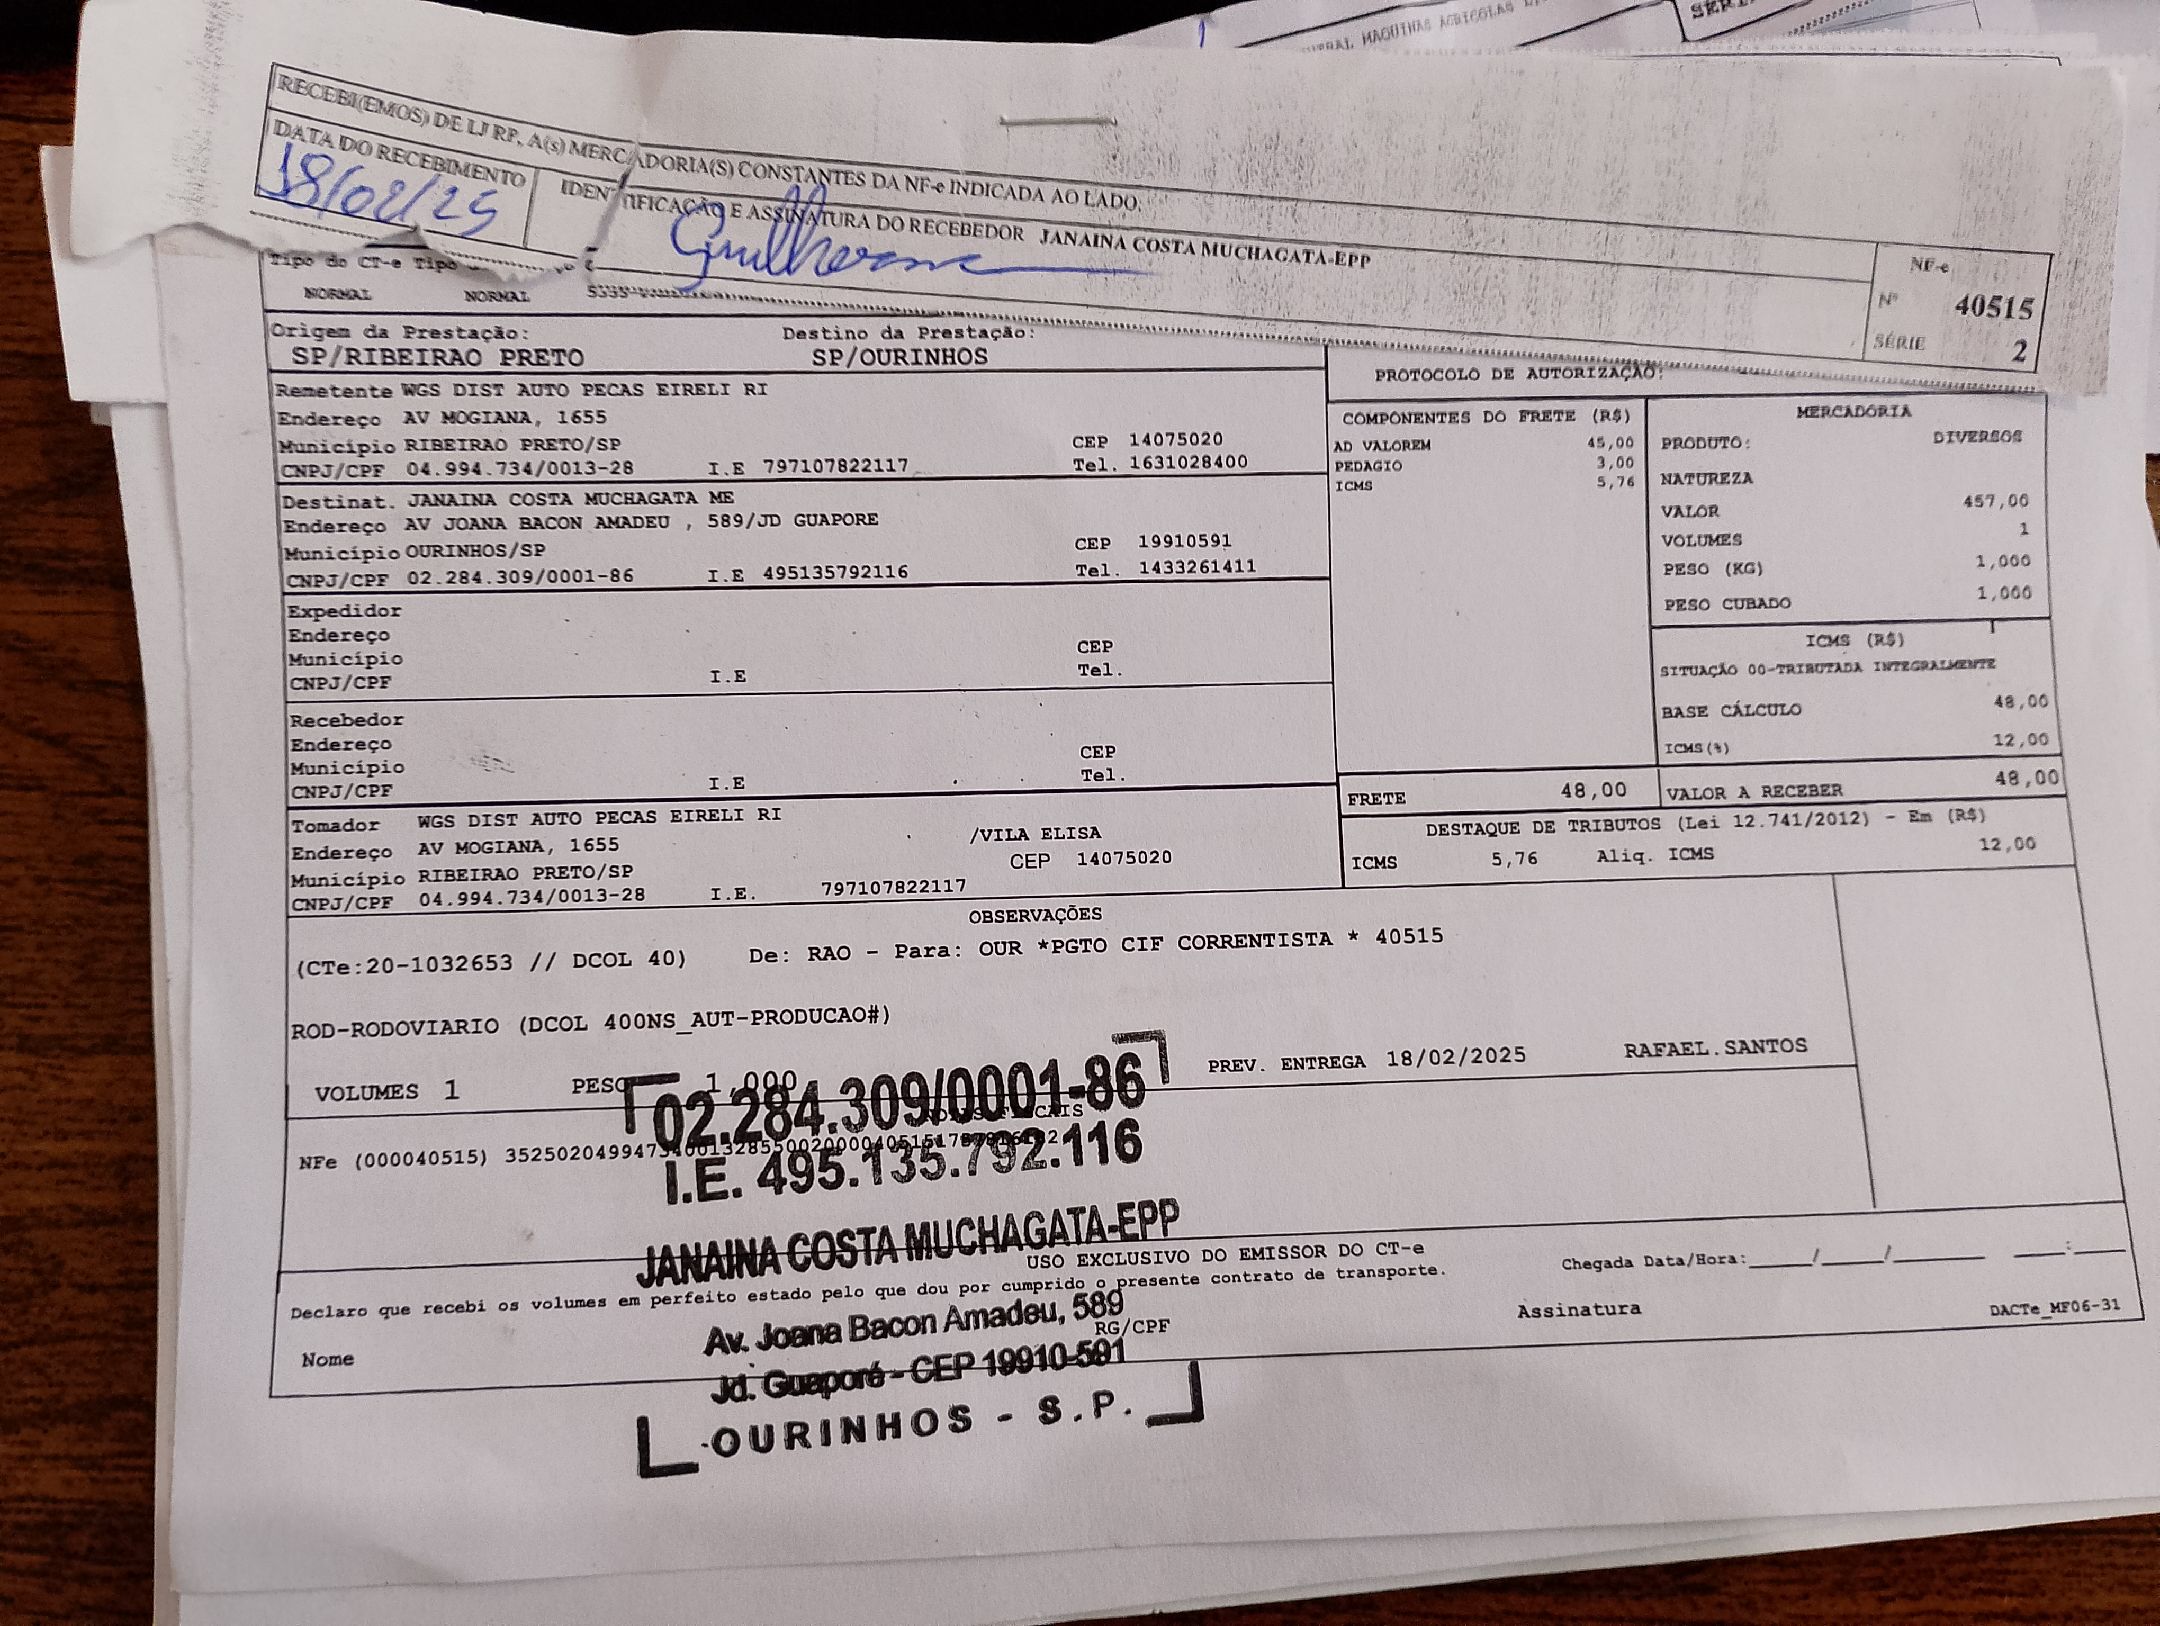 MAQUINAS AGRICOLAS
RECEBI(EMOS) DE LJ RP, A(s) MERCADORIA(S) CONSTANTES DA NF-e INDICADA AO LADO.
DATA DO RECEBIMENTO
18/02/25
IDENTIFICAÇÃO E ASSINATURA DO RECEBEDOR JANAINA COSTA MUCHAGATA-EPP
Guilherme
NF-e
Nº 40515
SÉRIE 2
Tipo do CT-e Tipo
NORMAL NORMAL
Origem da Prestação: Destino da Prestação:
SP/RIBEIRAO PRETO SP/OURINHOS
Remetente WGS DIST AUTO PECAS EIRELI RI
Endereço AV MOGIANA, 1655
Município RIBEIRAO PRETO/SP CEP 14075020
CNPJ/CPF 04.994.734/0013-28 I.E 797107822117 Tel. 1631028400
Destinat. JANAINA COSTA MUCHAGATA ME
Endereço AV JOANA BACON AMADEU , 589/JD GUAPORE
Município OURINHOS/SP CEP 19910591
CNPJ/CPF 02.284.309/0001-86 I.E 495135792116 Tel. 1433261411
Expedidor
Endereço
Município CEP
CNPJ/CPF I.E Tel.
Recebedor
Endereço
Município CEP
CNPJ/CPF I.E Tel.
Tomador WGS DIST AUTO PECAS EIRELI RI
Endereço AV MOGIANA, 1655 /VILA ELISA
Município RIBEIRAO PRETO/SP CEP 14075020
CNPJ/CPF 04.994.734/0013-28 I.E. 797107822117
PROTOCOLO DE AUTORIZAÇÃO:
COMPONENTES DO FRETE (R$)
AD VALOREM 45,00
PEDAGIO 3,00
ICMS 5,76
MERCADORIA
PRODUTO: DIVERSOS
NATUREZA
VALOR 457,00
VOLUMES 1
PESO (KG) 1,000
PESO CUBADO 1,000
ICMS (R$)
SITUAÇÃO 00-TRIBUTADA INTEGRALMENTE
BASE CÁLCULO 48,00
ICMS(%) 12,00
FRETE 48,00 VALOR A RECEBER 48,00
DESTAQUE DE TRIBUTOS (Lei 12.741/2012) - Em (R$)
ICMS 5,76 Aliq. ICMS 12,00
OBSERVAÇÕES
(CTe:20-1032653 // DCOL 40) De: RAO - Para: OUR *PGTO CIF CORRENTISTA * 40515
ROD-RODOVIARIO (DCOL 400NS_AUT-PRODUCAO#)
VOLUMES 1 PESO 1,000 PREV. ENTREGA 18/02/2025 RAFAEL.SANTOS
NFe (000040515)
02.284.309/0001-86
I.E. 495.135.792.116
JANAINA COSTA MUCHAGATA-EPP
USO EXCLUSIVO DO EMISSOR DO CT-e
Chegada Data/Hora:____/____/______ ___:___
Declaro que recebi os volumes em perfeito estado pelo que dou por cumprido o presente contrato de transporte.
Av. Joana Bacon Amadeu, 589
Nome RG/CPF Assinatura DACTe_MF06-31
Jd. Guaporé - CEP 19910-591
OURINHOS - S.P.